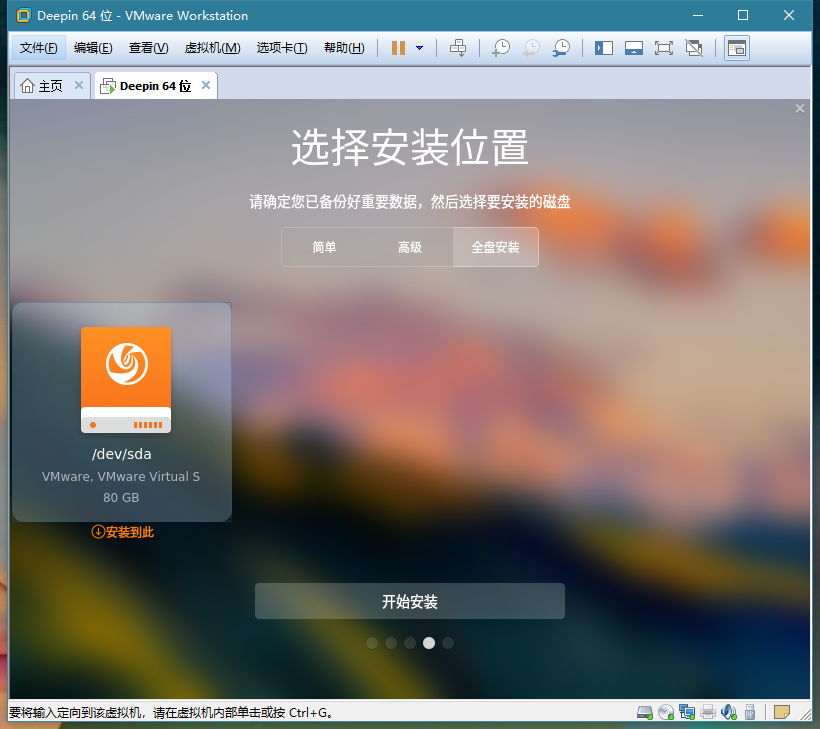 Deepin 64 位 - VMware Workstation
文件(F) 编辑(E) 查看(V) 虚拟机(M) 选项卡(T) 帮助(H)
主页 Deepin 64 位
选择安装位置
请确定您已备份好重要数据，然后选择要安装的磁盘
简单 高级 全盘安装
/dev/sda
VMware, VMware Virtual S
80 GB
安装到此
开始安装
要将输入定向到该虚拟机，请在虚拟机内部单击或按 Ctrl+G。